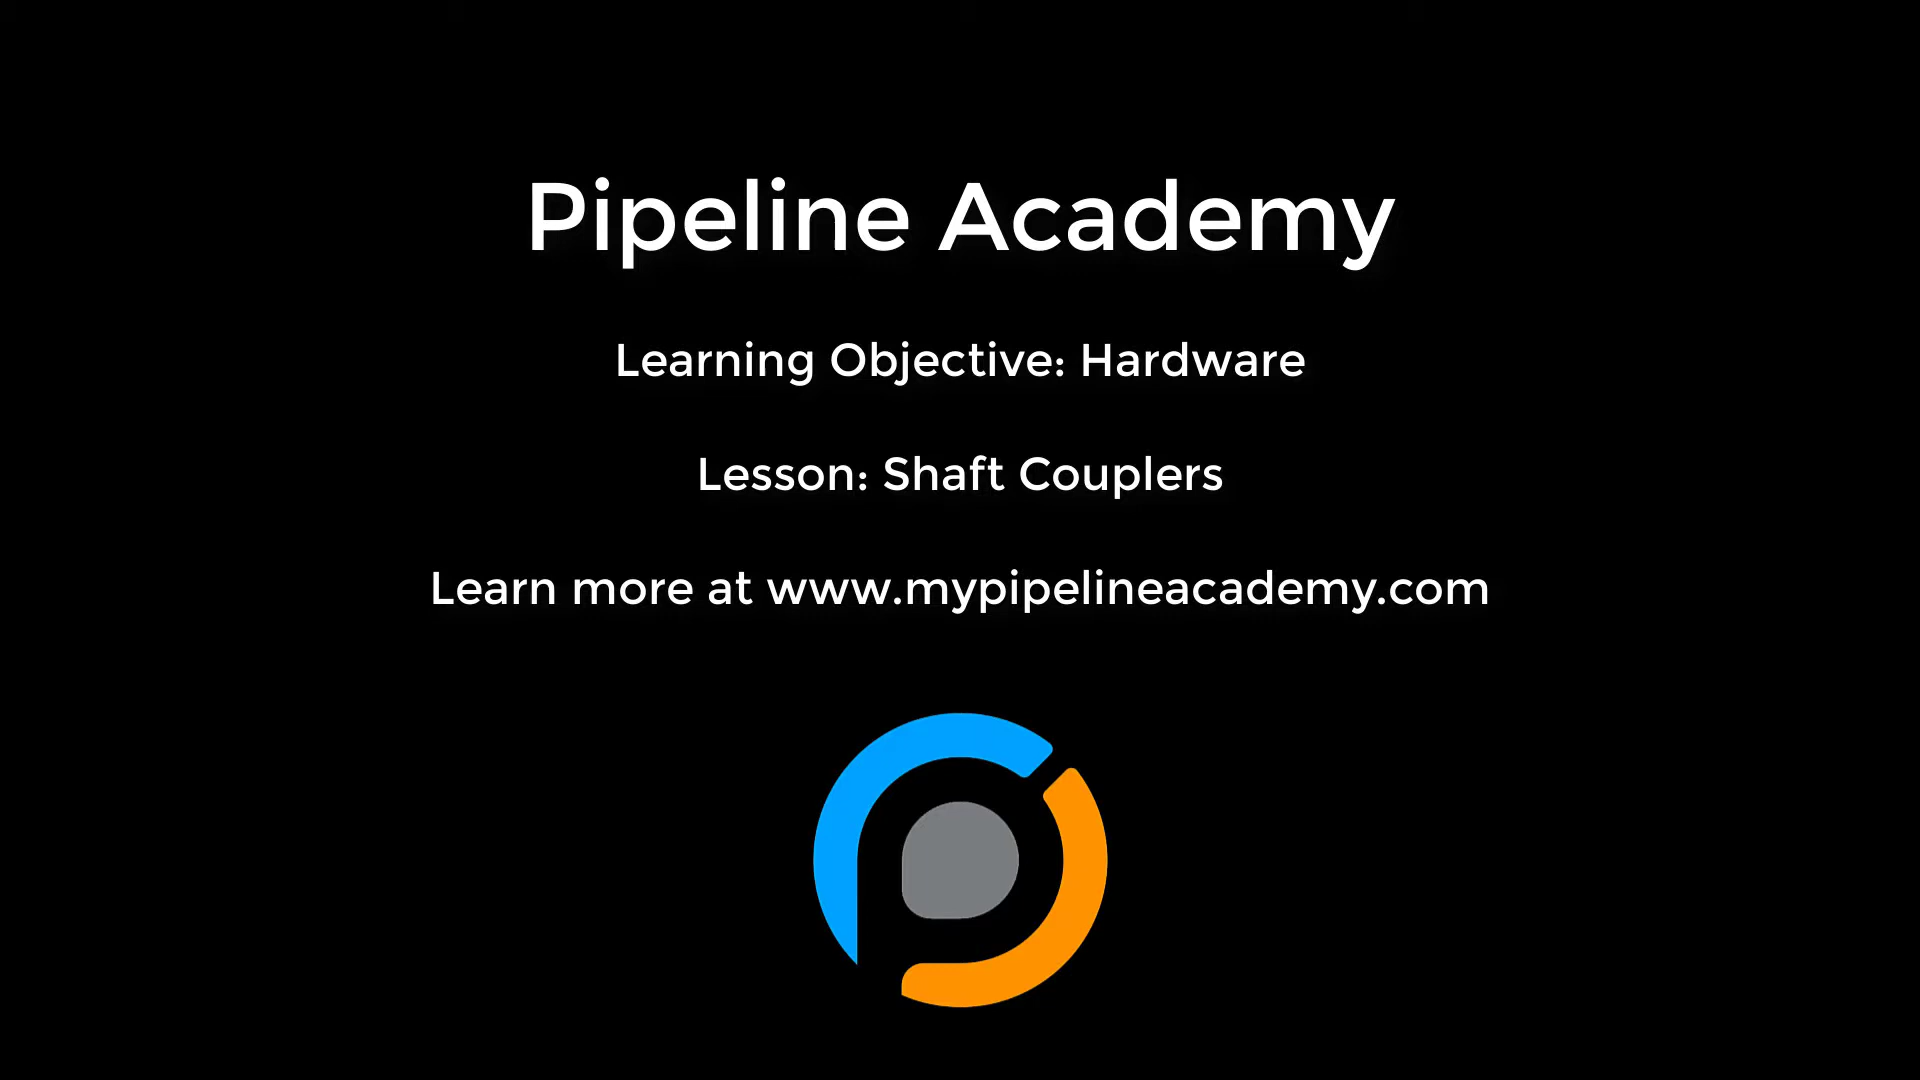 Pipeline Academy
Learning Objective: Hardware
Lesson: Shaft Couplers
Learn more at www.mypipelineacademy.com